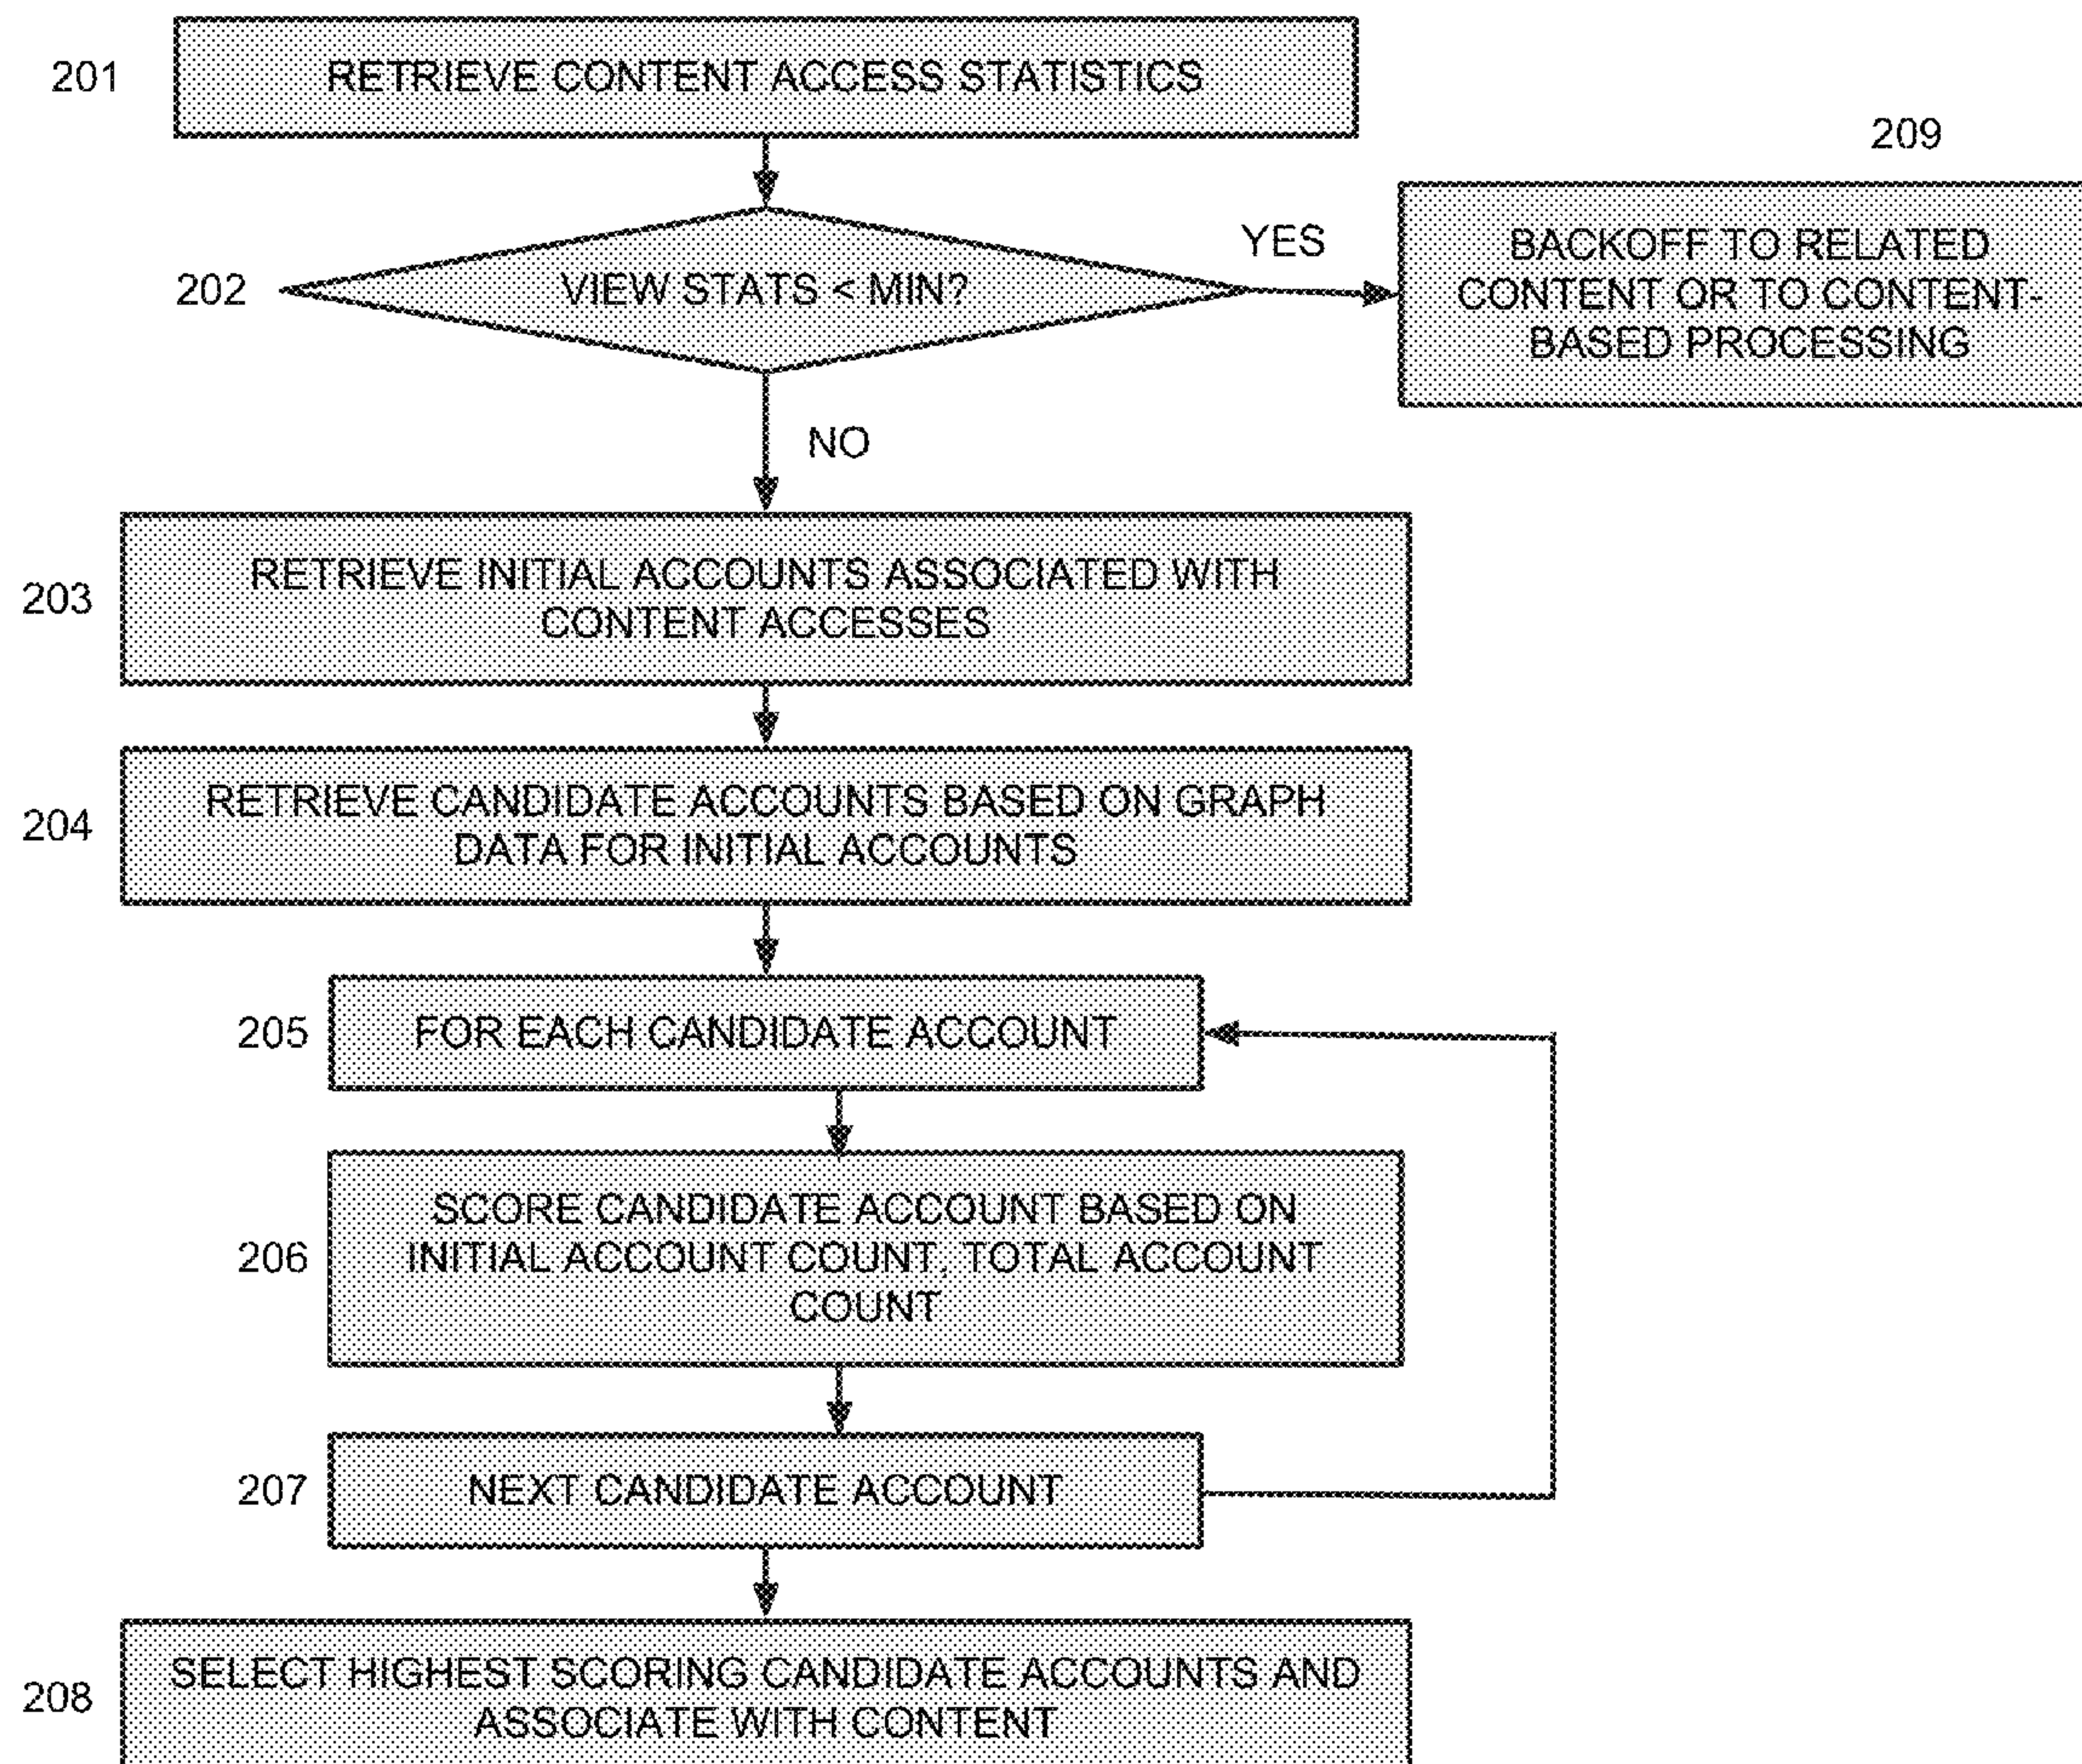 201
RETRIEVE CONTENT ACCESS STATISTICS
209
202
VIEW STATS < MIN?
YES
BACKOFF TO RELATED
CONTENT OR TO CONTENT-
BASED PROCESSING
NO
203
RETRIEVE INITIAL ACCOUNTS ASSOCIATED WITH
CONTENT ACCESSES
204
RETRIEVE CANDIDATE ACCOUNTS BASED ON GRAPH
DATA FOR INITIAL ACCOUNTS
205
FOR EACH CANDIDATE ACCOUNT
206
SCORE CANDIDATE ACCOUNT BASED ON
INITIAL ACCOUNT COUNT, TOTAL ACCOUNT
COUNT
207
NEXT CANDIDATE ACCOUNT
208
SELECT HIGHEST SCORING CANDIDATE ACCOUNTS AND
ASSOCIATE WITH CONTENT